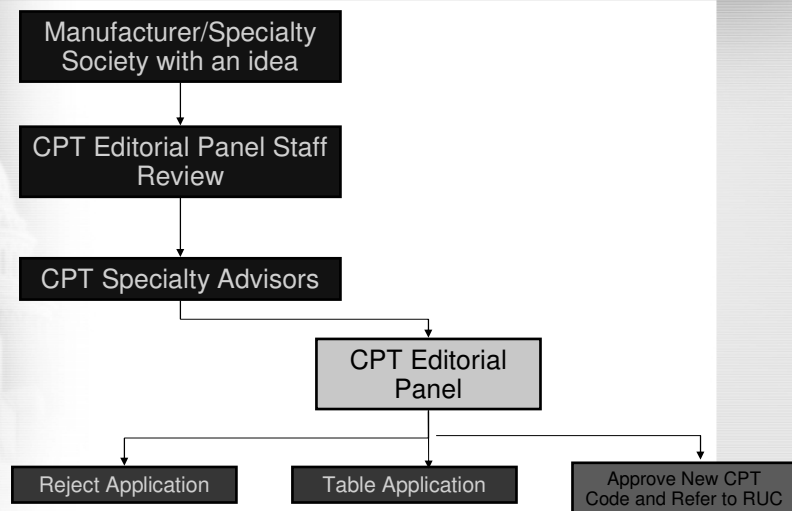 Manufacturer/Specialty
Society with an idea
CPT Editorial Panel Staff
Review
CPT Specialty Advisors
CPT Editorial
Panel
Reject Application
Table Application
Approve New CPT
Code and Refer to RUC